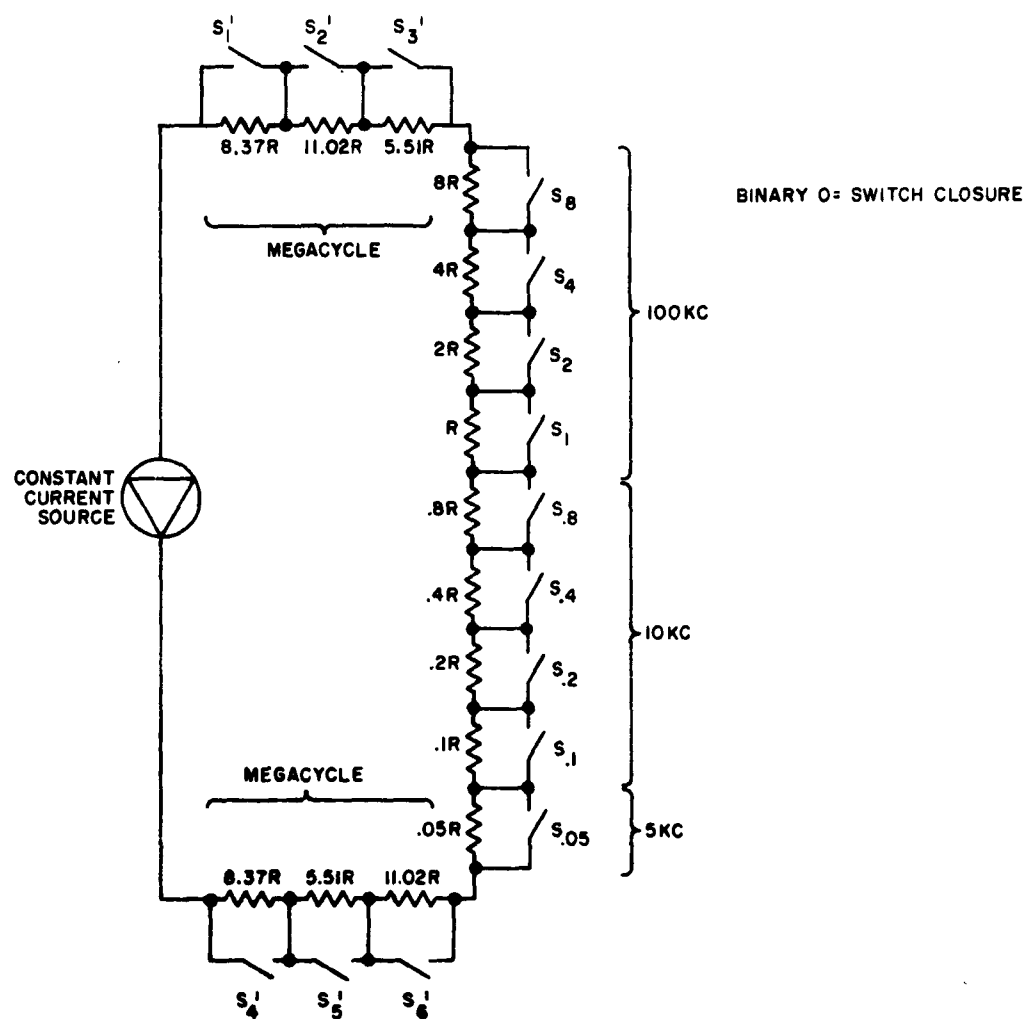 S1' S2' S3'
8.37R 11.02R 5.51R
MEGACYCLE
BINARY 0= SWITCH CLOSURE
8R S8
4R S4
2R S2
R S1
100KC
CONSTANT
CURRENT
SOURCE
.8R S.8
.4R S.4
.2R S.2
.1R S.1
10KC
MEGACYCLE
.05R S.05
5KC
8.37R 5.51R 11.02R
S4' S5' S6'